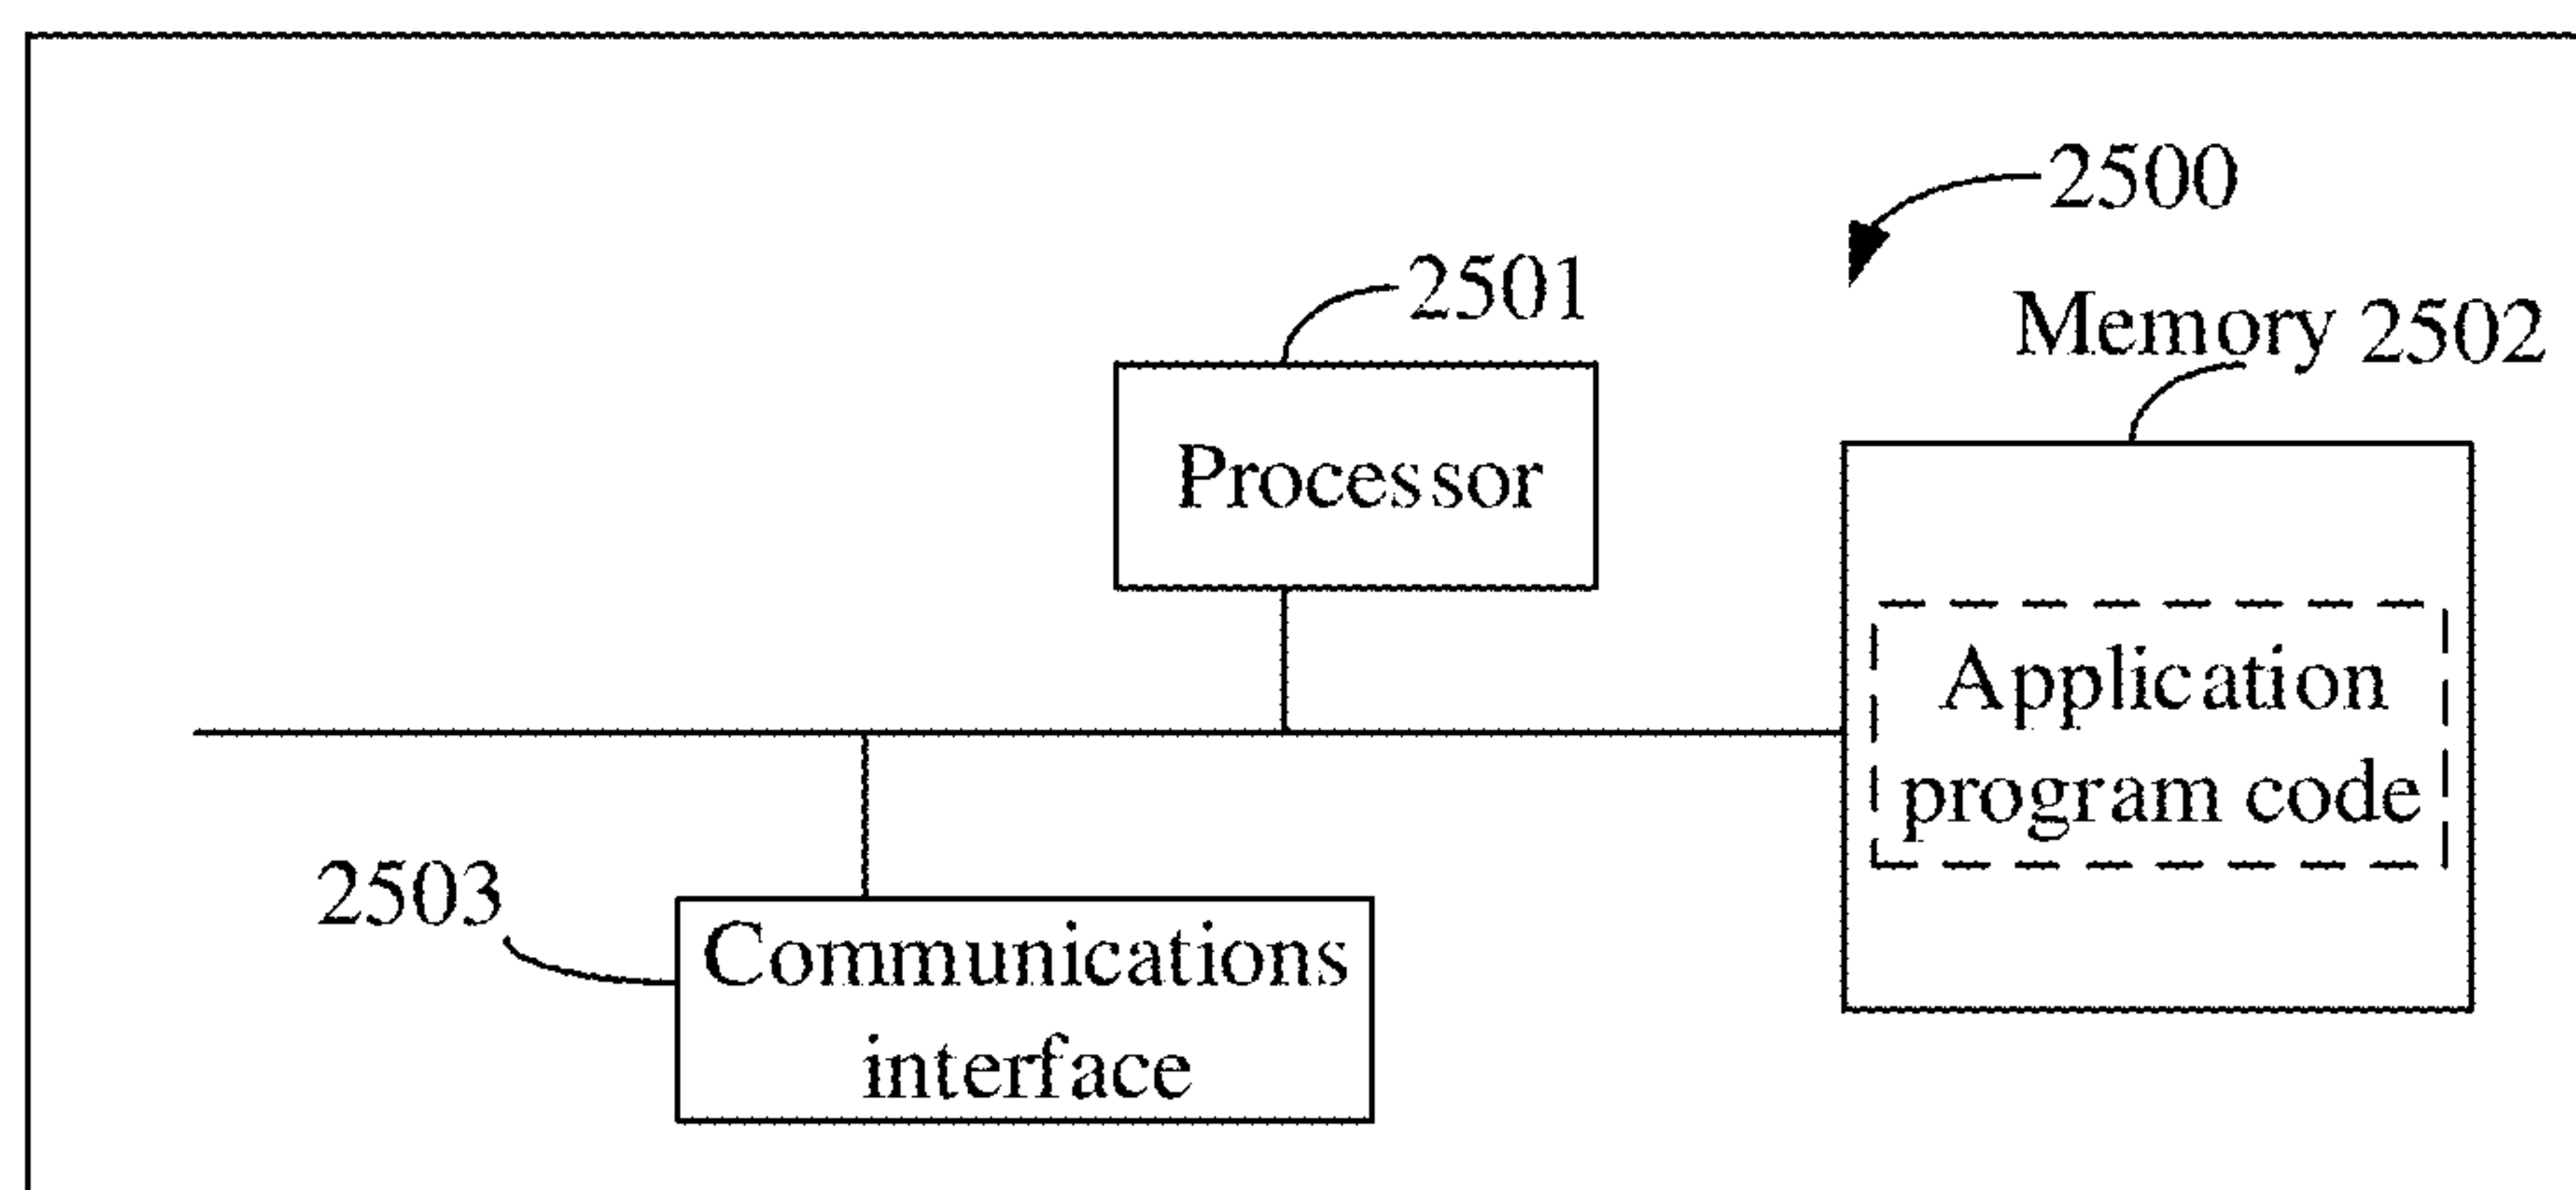 2500
2501
Memory 2502
Processor
Application
program code
2503
Communications
interface